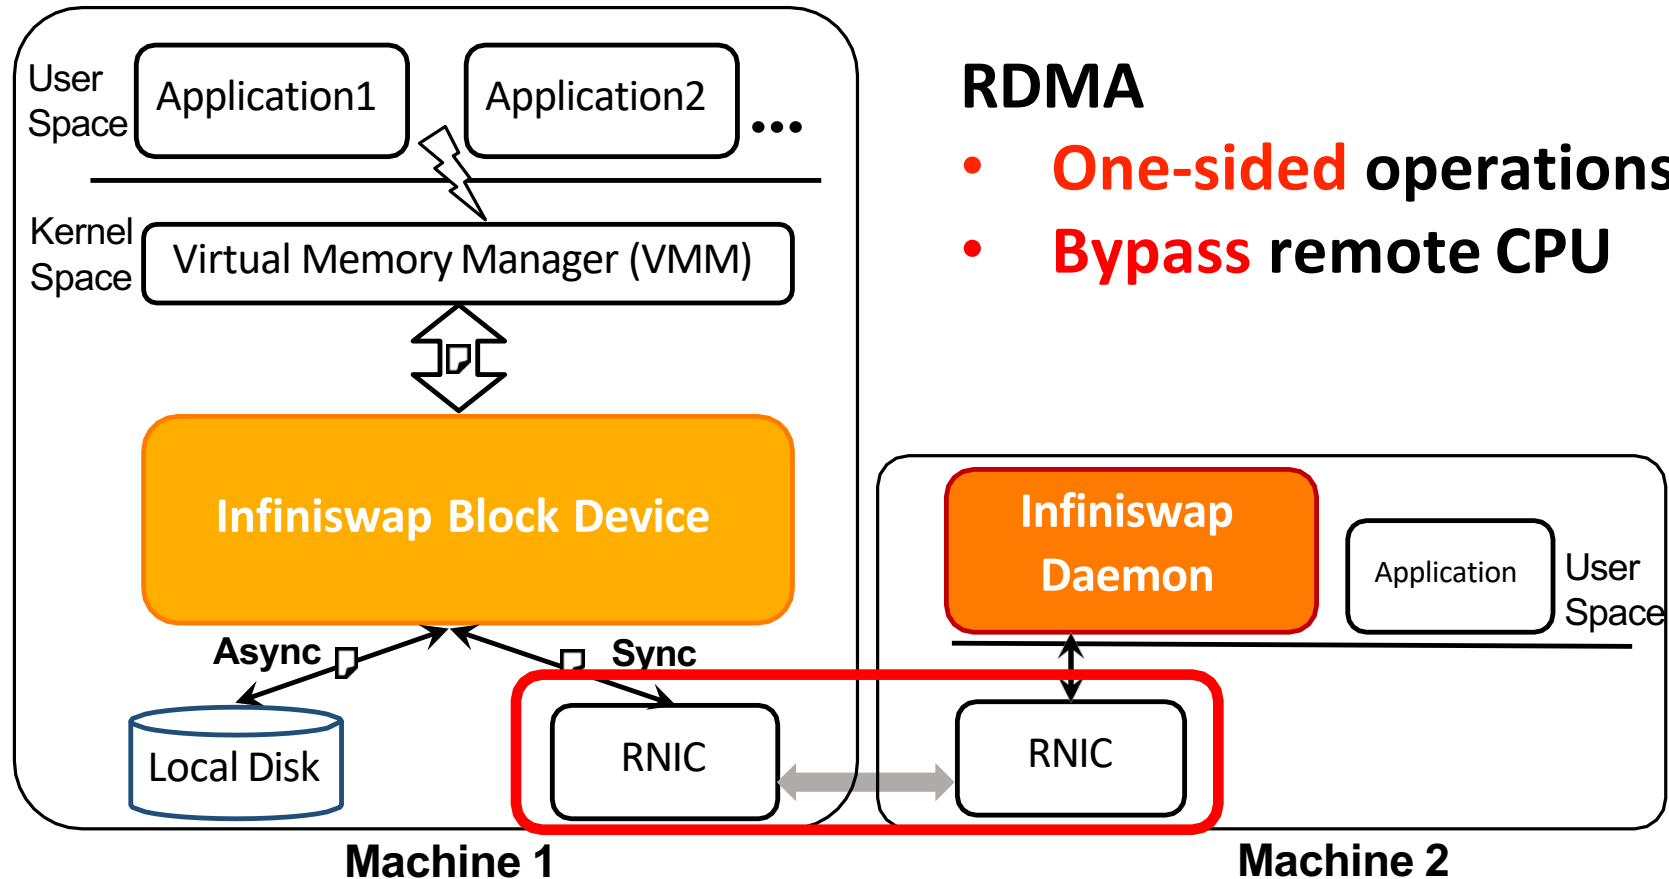 User
Space
Application1
Application2
...
RDMA
• One-sided operations
• Bypass remote CPU
Kernel
Space
Virtual Memory Manager (VMM)
Infiniswap Block Device
Infiniswap
Daemon
Application
User
Space
Async
Sync
Local Disk
RNIC
RNIC
Machine 1
Machine 2